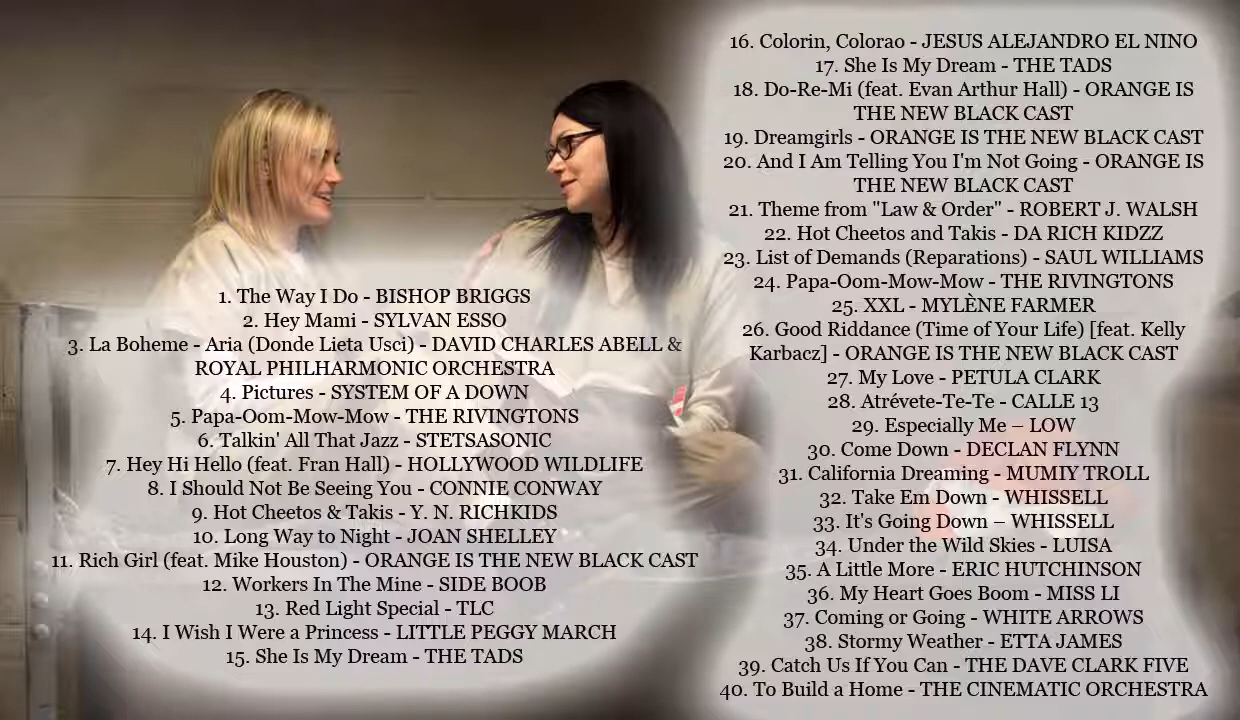 1. The Way I Do - BISHOP BRIGGS
2. Hey Mami - SYLVAN ESSO
3. La Boheme - Aria (Donde Lieta Usci) - DAVID CHARLES ABELL &
ROYAL PHILHARMONIC ORCHESTRA
4. Pictures - SYSTEM OF A DOWN
5. Papa-Oom-Mow-Mow - THE RIVINGTONS
6. Talkin' All That Jazz - STETSASONIC
7. Hey Hi Hello (feat. Fran Hall) - HOLLYWOOD WILDLIFE
8. I Should Not Be Seeing You - CONNIE CONWAY
9. Hot Cheetos & Takis - Y. N. RICHKIDS
10. Long Way to Night - JOAN SHELLEY
11. Rich Girl (feat. Mike Houston) - ORANGE IS THE NEW BLACK CAST
12. Workers In The Mine - SIDE BOOB
13. Red Light Special - TLC
14. I Wish I Were a Princess - LITTLE PEGGY MARCH
15. She Is My Dream - THE TADS
16. Colorin, Colorao - JESUS ALEJANDRO EL NINO
17. She Is My Dream - THE TADS
18. Do-Re-Mi (feat. Evan Arthur Hall) - ORANGE IS
THE NEW BLACK CAST
19. Dreamgirls - ORANGE IS THE NEW BLACK CAST
20. And I Am Telling You I'm Not Going - ORANGE IS
THE NEW BLACK CAST
21. Theme from "Law & Order" - ROBERT J. WALSH
22. Hot Cheetos and Takis - DA RICH KIDZZ
23. List of Demands (Reparations) - SAUL WILLIAMS
24. Papa-Oom-Mow-Mow - THE RIVINGTONS
25. XXL - MYLÈNE FARMER
26. Good Riddance (Time of Your Life) [feat. Kelly
Karbacz] - ORANGE IS THE NEW BLACK CAST
27. My Love - PETULA CLARK
28. Atrévete-Te-Te - CALLE 13
29. Especially Me – LOW
30. Come Down - DECLAN FLYNN
31. California Dreaming - MUMIY TROLL
32. Take Em Down - WHISSELL
33. It's Going Down – WHISSELL
34. Under the Wild Skies - LUISA
35. A Little More - ERIC HUTCHINSON
36. My Heart Goes Boom - MISS LI
37. Coming or Going - WHITE ARROWS
38. Stormy Weather - ETTA JAMES
39. Catch Us If You Can - THE DAVE CLARK FIVE
40. To Build a Home - THE CINEMATIC ORCHESTRA